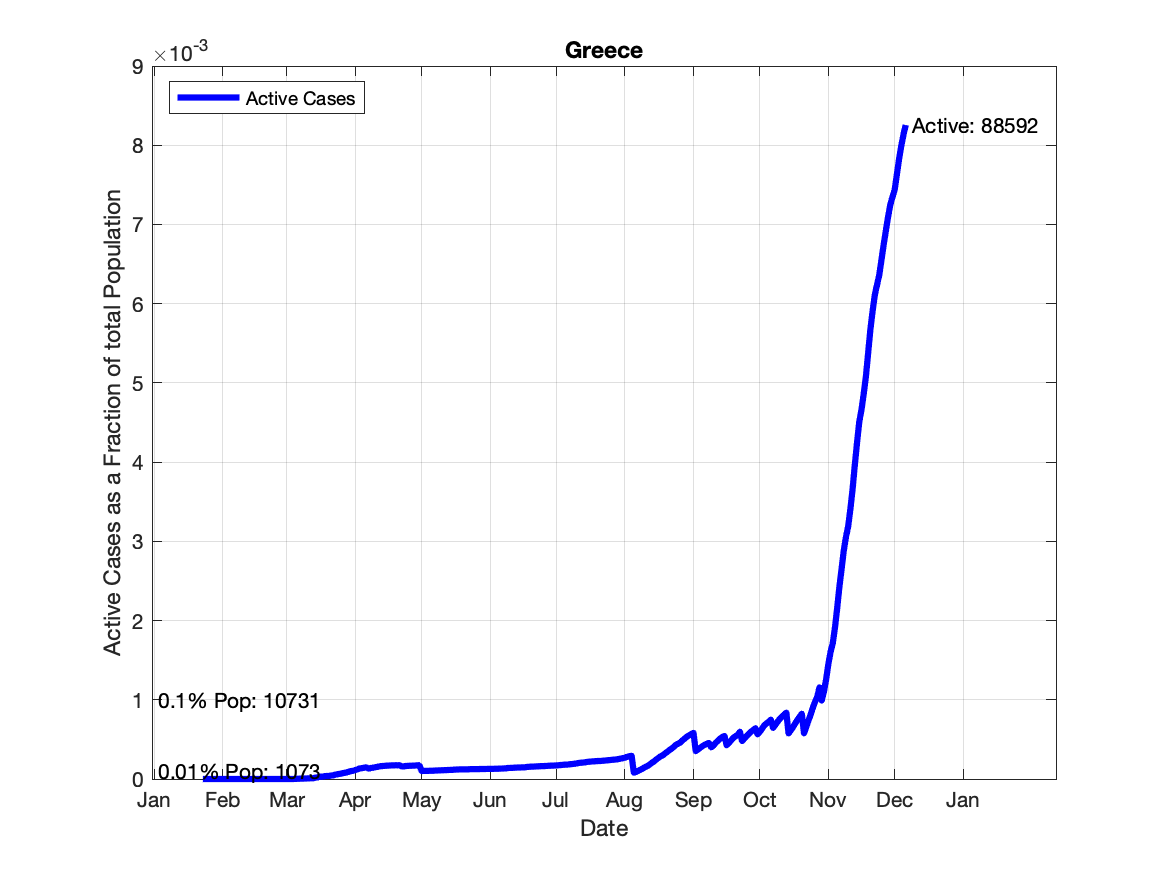 Greece
×10-3
9
8
7
6
5
4
3
2
1
0
Active Cases as a Fraction of total Population
Active Cases
Active: 88592
0.1% Pop: 10731
0.01% Pop: 1073
Jan Feb Mar Apr May Jun Jul Aug Sep Oct Nov Dec Jan
Date